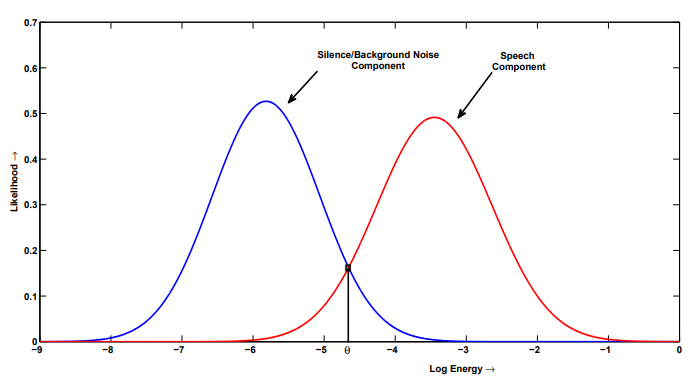 0.7
0.6
0.5
0.4
0.3
0.2
0.1
0
Likelihood →
Silence/Background Noise
Component
Speech
Component
−9 −8 −7 −6 −5 θ −4 −3 −2 −1 0
Log Energy →